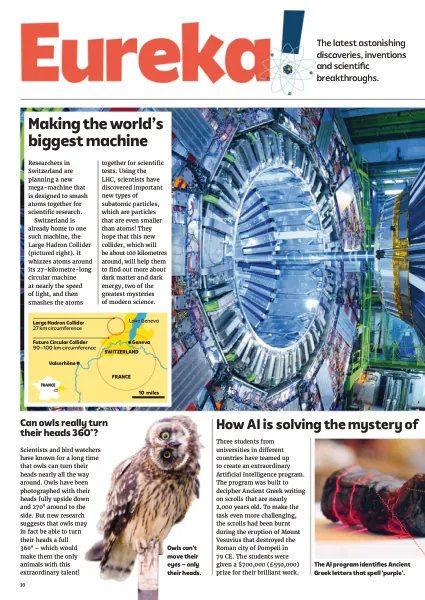 Eureka!
The latest astonishing
discoveries, inventions
and scientific
breakthroughs.
Making the world's
biggest machine
Researchers in
Switzerland are
planning a new
mega-machine that
is designed to smash
atoms together for
scientific research.
Switzerland is
already home to one
such machine, the
Large Hadron Collider
(pictured right). It
whizzes atoms around
its 27-kilometre-long
circular machine
at nearly the speed
of light, and then
smashes the atoms
together for scientific
tests. Using the
LHC, scientists have
discovered important
new types of
subatomic particles,
which are particles
that are even smaller
than atoms! They
hope that this new
collider, which will
be about 100 kilometres
around, will help them
to find out more about
dark matter and dark
energy, two of the
greatest mysteries
of modern science.
Large Hadron Collider
27km circumference
Lake Geneva
Future Circular Collider
90–100 km circumference
Geneva
SWITZERLAND
Valserhône
FRANCE
FRANCE
10 miles
Can owls really turn
their heads 360°?
Scientists and bird watchers
have known for a long time
that owls can turn their
heads nearly all the way
around. Owls have been
photographed with their
heads fully upside down
and 270° around to the
side. But new research
suggests that owls may
in fact be able to turn
their heads a full
360° – which would
make them the only
animals with this
extraordinary talent!
Owls can't
move their
eyes – only
their heads.
How AI is solving the mystery of
Three students from
universities in different
countries have teamed up
to create an extraordinary
Artificial Intelligence program.
The program was built to
decipher Ancient Greek writing
on scrolls that are nearly
2,000 years old. To make the
task even more challenging,
the scrolls had been burnt
during the eruption of Mount
Vesuvius that destroyed the
Roman city of Pompeii in
79 CE. The students were
given a $700,000 (£550,000)
prize for their brilliant work.
The AI program identifies Ancient
Greek letters that spell 'purple'.
10